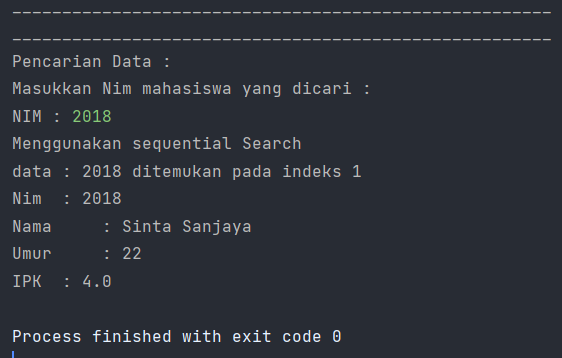 ------------------------------------------------------
------------------------------------------------------
Pencarian Data :
Masukkan Nim mahasiswa yang dicari :
NIM : 2018
Menggunakan sequential Search
data : 2018 ditemukan pada indeks 1
Nim  : 2018
Nama     : Sinta Sanjaya
Umur     : 22
IPK  : 4.0
Process finished with exit code 0